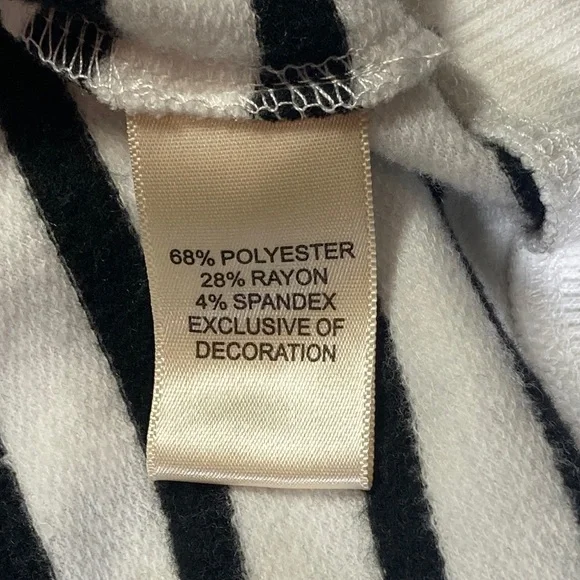 68% POLYESTER
28% RAYON
4% SPANDEX
EXCLUSIVE OF
DECORATION